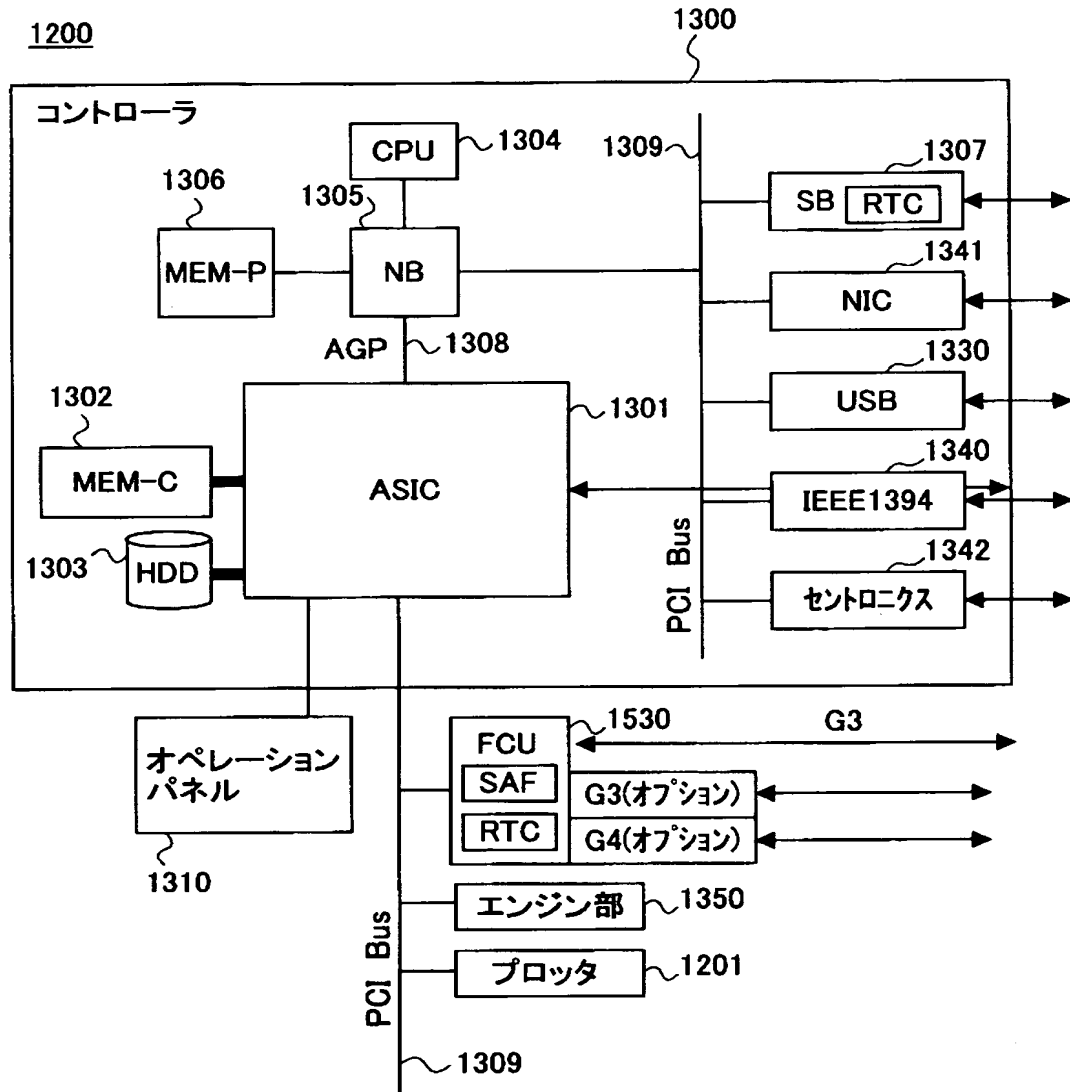 1200
1300
コントローラ
CPU
1304
1309
1307
SB
RTC
1306
1305
MEM-P
NB
1341
NIC
AGP
1308
1330
USB
1302
1301
MEM-C
ASIC
1340
IEEE1394
1303
HDD
PCI Bus
1342
セントロニクス
オペレーション
パネル
1310
1530
FCU
SAF
RTC
G3
G3(オプション)
G4(オプション)
エンジン部
1350
PCI Bus
プロッタ
1201
1309